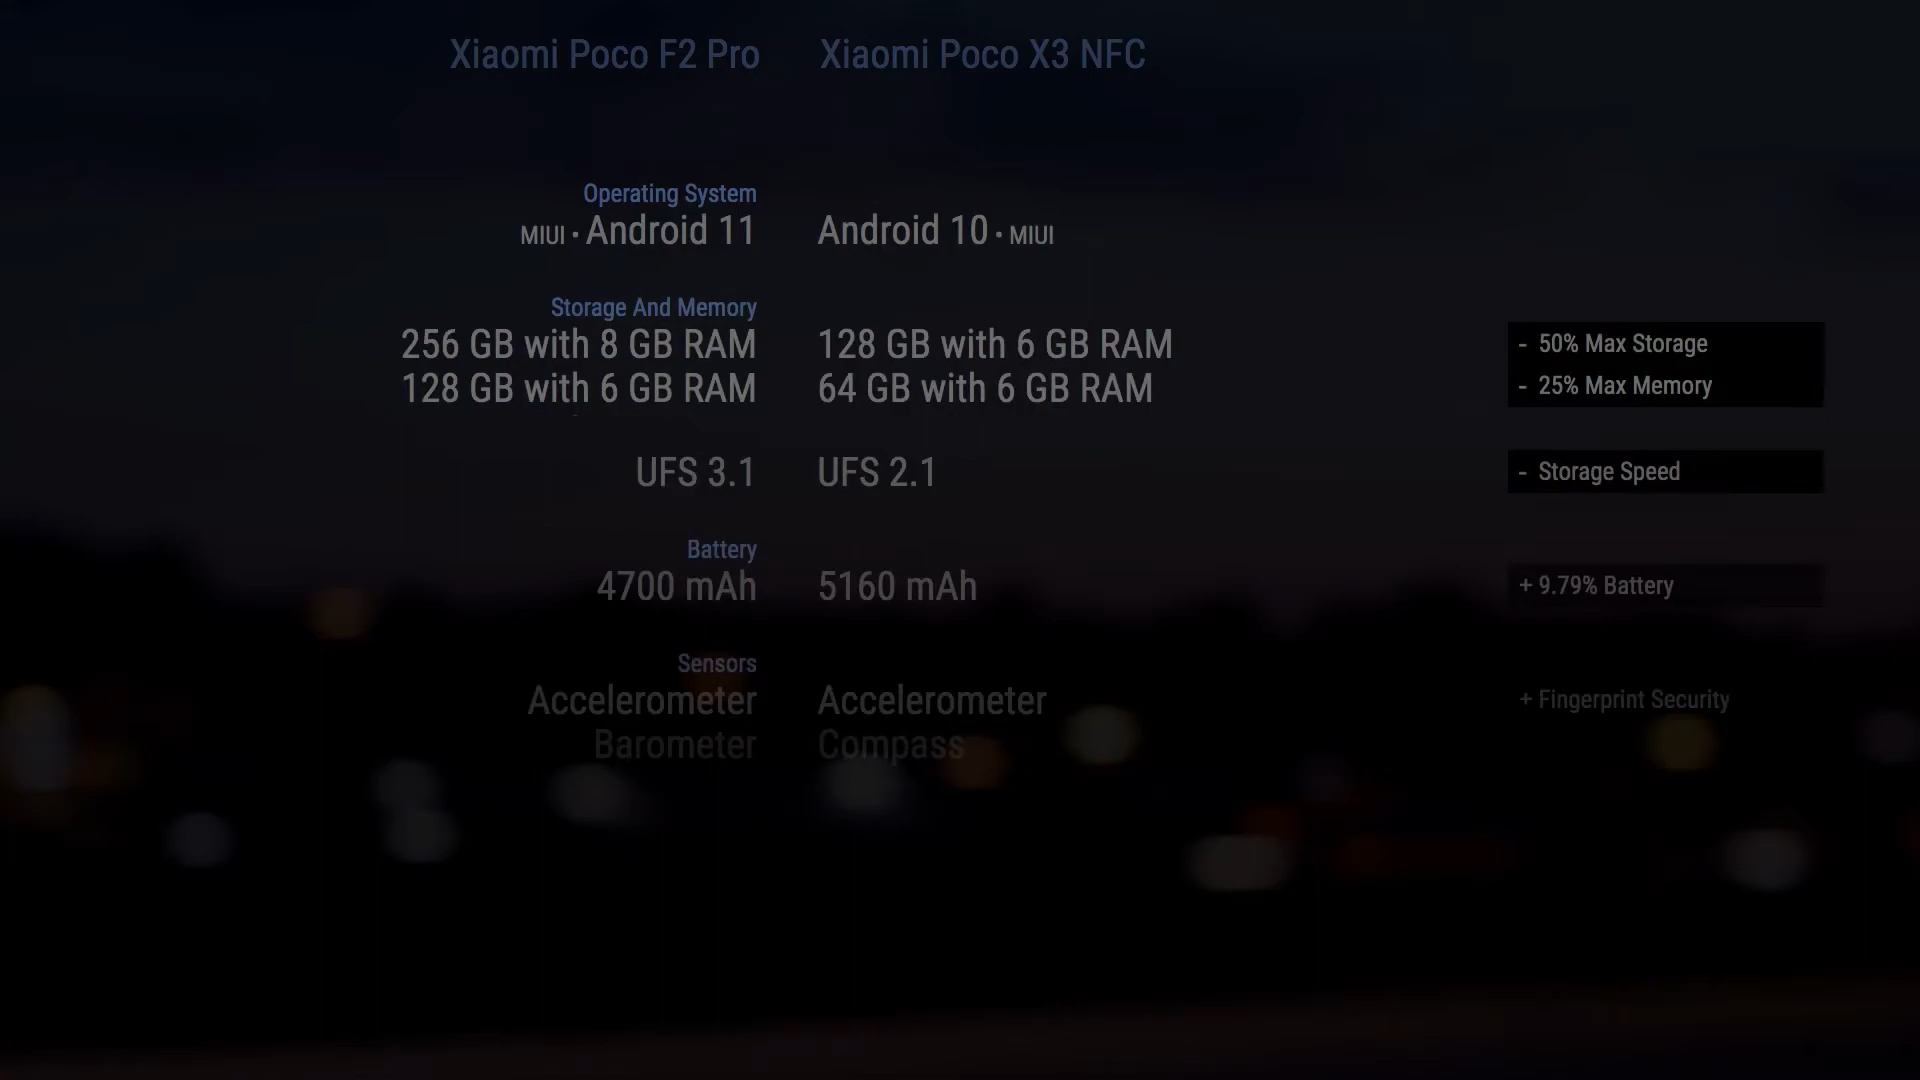 Xiaomi Poco F2 Pro Xiaomi Poco X3 NFC
Operating System
MIUI • Android 11 Android 10 • MIUI
Storage And Memory
256 GB with 8 GB RAM 128 GB with 6 GB RAM - 50% Max Storage
128 GB with 6 GB RAM 64 GB with 6 GB RAM - 25% Max Memory
UFS 3.1 UFS 2.1 - Storage Speed
Battery
4700 mAh 5160 mAh + 9.79% Battery
Sensors
Accelerometer Accelerometer + Fingerprint Security
Barometer Compass